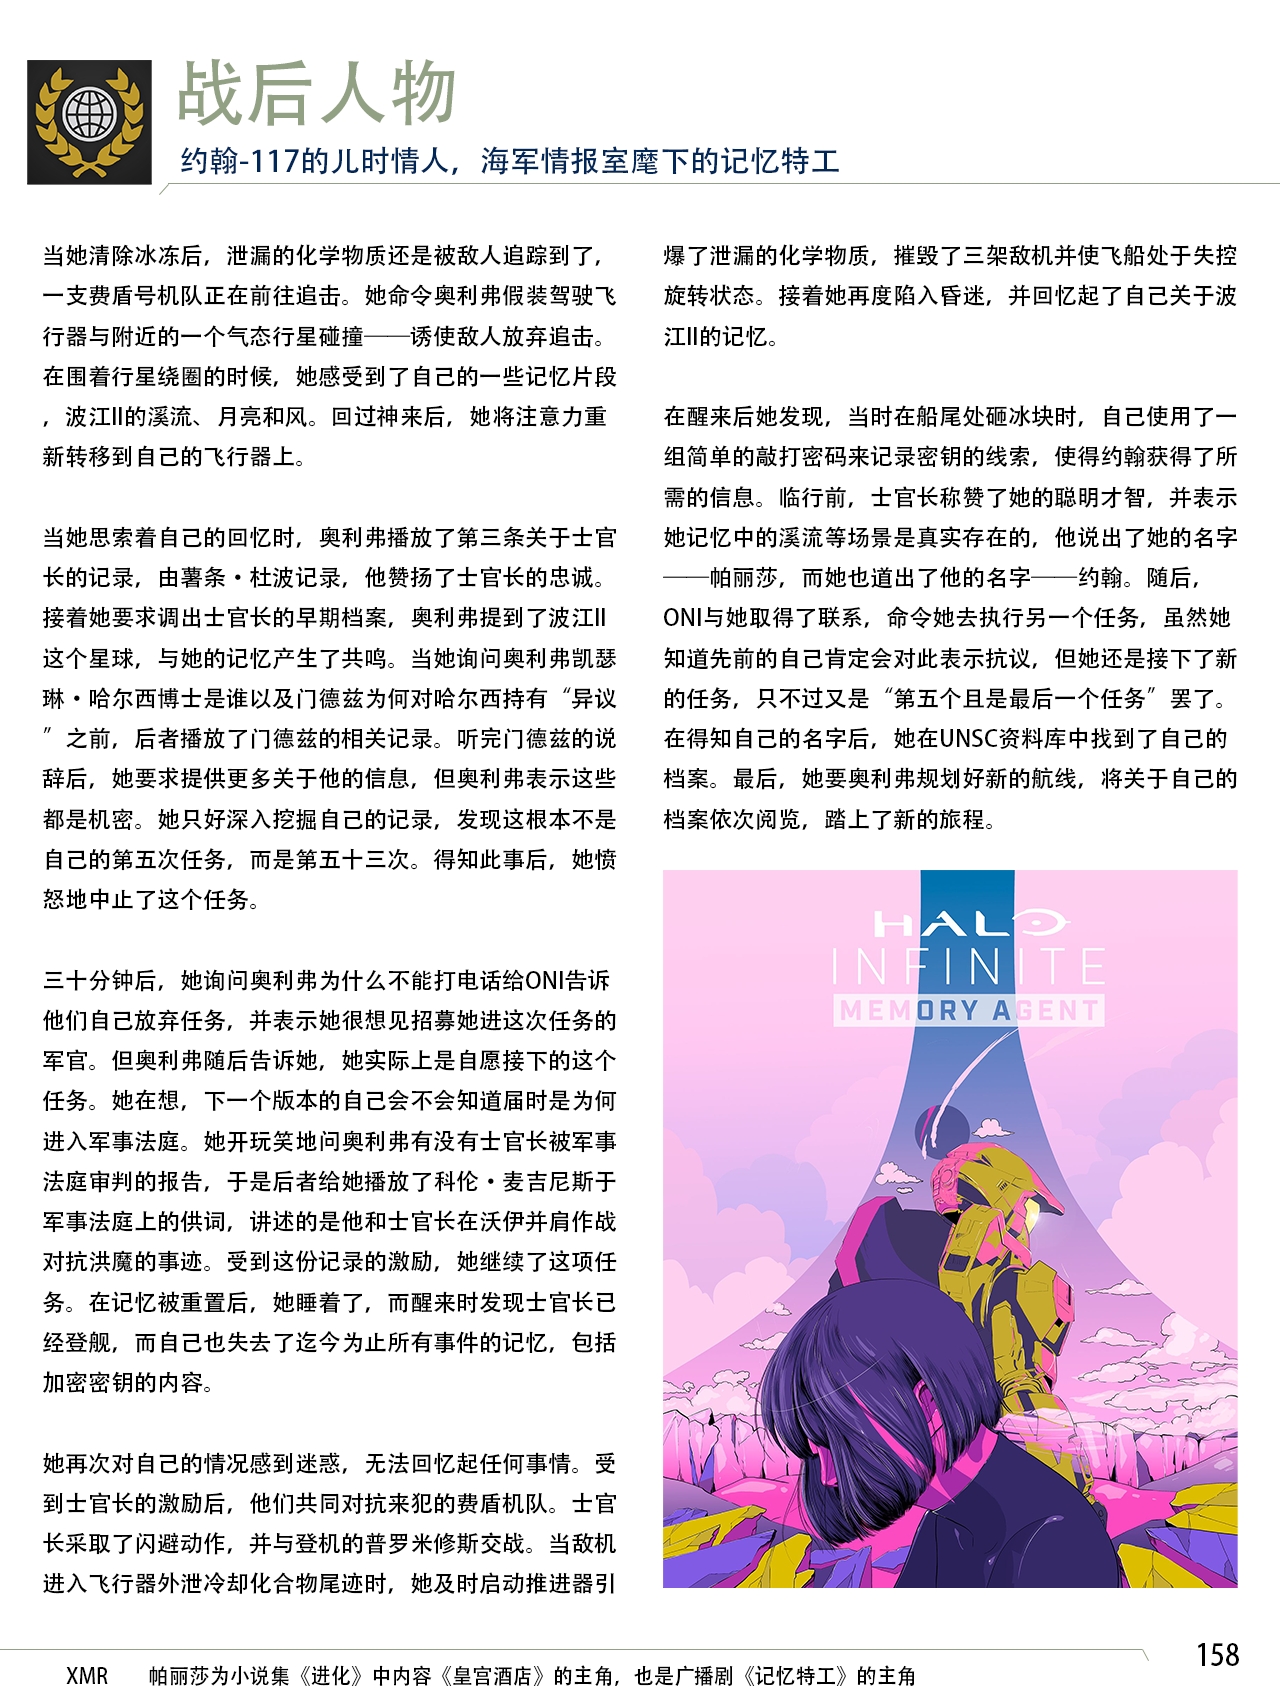 战后人物
约翰-117的儿时情人，海军情报室麾下的记忆特工
当她清除冰冻后，泄漏的化学物质还是被敌人追踪到了，
一支费盾号机队正在前往追击。她命令奥利弗假装驾驶飞
行器与附近的一个气态行星碰撞——诱使敌人放弃追击。
在围着行星绕圈的时候，她感受到了自己的一些记忆片段
，波江II的溪流、月亮和风。回过神来后，她将注意力重
新转移到自己的飞行器上。
当她思索着自己的回忆时，奥利弗播放了第三条关于士官
长的记录，由薯条·杜波记录，他赞扬了士官长的忠诚。
接着她要求调出士官长的早期档案，奥利弗提到了波江II
这个星球，与她的记忆产生了共鸣。当她询问奥利弗凯瑟
琳·哈尔西博士是谁以及门德兹为何对哈尔西持有“异议
”之前，后者播放了门德兹的相关记录。听完门德兹的说
辞后，她要求提供更多关于他的信息，但奥利弗表示这些
都是机密。她只好深入挖掘自己的记录，发现这根本不是
自己的第五次任务，而是第五十三次。得知此事后，她愤
怒地中止了这个任务。
三十分钟后，她询问奥利弗为什么不能打电话给ONI告诉
他们自己放弃任务，并表示她很想见招募她进这次任务的
军官。但奥利弗随后告诉她，她实际上是自愿接下的这个
任务。她在想，下一个版本的自己会不会知道届时是为何
进入军事法庭。她开玩笑地问奥利弗有没有士官长被军事
法庭审判的报告，于是后者给她播放了科伦·麦吉尼斯于
军事法庭上的供词，讲述的是他和士官长在沃伊并肩作战
对抗洪魔的事迹。受到这份记录的激励，她继续了这项任
务。在记忆被重置后，她睡着了，而醒来时发现士官长已
经登舰，而自己也失去了迄今为止所有事件的记忆，包括
加密密钥的内容。
她再次对自己的情况感到迷惑，无法回忆起任何事情。受
到士官长的激励后，他们共同对抗来犯的费盾机队。士官
长采取了闪避动作，并与登机的普罗米修斯交战。当敌机
进入飞行器外泄冷却化合物尾迹时，她及时启动推进器引
爆了泄漏的化学物质，摧毁了三架敌机并使飞船处于失控
旋转状态。接着她再度陷入昏迷，并回忆起了自己关于波
江II的记忆。
在醒来后她发现，当时在船尾处砸冰块时，自己使用了一
组简单的敲打密码来记录密钥的线索，使得约翰获得了所
需的信息。临行前，士官长称赞了她的聪明才智，并表示
她记忆中的溪流等场景是真实存在的，他说出了她的名字
——帕丽莎，而她也道出了他的名字——约翰。随后，
ONI与她取得了联系，命令她去执行另一个任务，虽然她
知道先前的自己肯定会对此表示抗议，但她还是接下了新
的任务，只不过又是“第五个且是最后一个任务”罢了。
在得知自己的名字后，她在UNSC资料库中找到了自己的
档案。最后，她要奥利弗规划好新的航线，将关于自己的
档案依次阅览，踏上了新的旅程。
HALO
INFINITE
MEMORY AGENT
158
XMR 帕丽莎为小说集《进化》中内容《皇宫酒店》的主角，也是广播剧《记忆特工》的主角